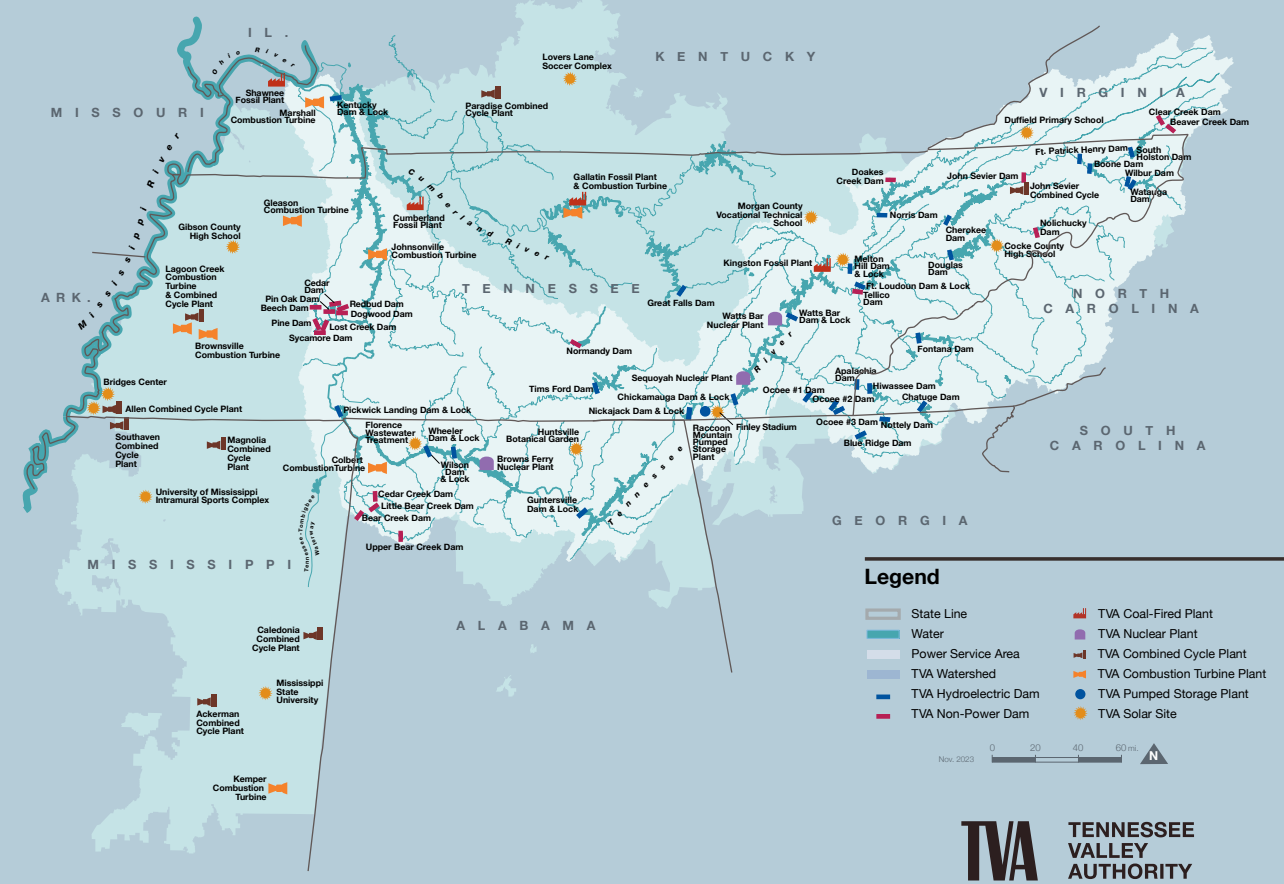 IL.
Ohio River
KENTUCKY
MISSOURI
VIRGINIA
Lovers Lane
Soccer Complex
Shawnee
Fossil Plant
Marshall
Combustion Turbine
Kentucky
Dam & Lock
Paradise Combined
Cycle Plant
Duffield Primary School
Clear Creek Dam
Beaver Creek Dam
Mississippi River
Cumberland River
Gallatin Fossil Plant
& Combustion Turbine
Doakes
Creek Dam
Ft. Patrick Henry Dam
South
Holston Dam
Boone Dam
Wilbur Dam
Watauga
Dam
John Sevier Dam
John Sevier
Combined Cycle
Gleason
Combustion Turbine
Cumberland
Fossil Plant
Morgan County
Vocational Technical
School
Norris Dam
Cherokee
Dam
Nolichucky
Dam
Gibson County
High School
Johnsonville
Combustion Turbine
Cocke County
High School
Douglas
Dam
Kingston Fossil Plant
Melton
Hill Dam
& Lock
Ft. Loudoun Dam & Lock
Tellico
Dam
Lagoon Creek
Combustion
Turbine
& Combined
Cycle Plant
ARK.
TENNESSEE
NORTH
CAROLINA
Cedar
Dam
Pin Oak Dam
Redbud Dam
Beech Dam
Dogwood Dam
Pine Dam
Lost Creek Dam
Sycamore Dam
Great Falls Dam
Watts Bar
Nuclear Plant
Watts Bar
Dam & Lock
Brownsville
Combustion Turbine
Normandy Dam
Fontana Dam
Sequoyah Nuclear Plant
Apalachia
Dam
Bridges Center
Tims Ford Dam
Chickamauga Dam & Lock
Ocoee #1 Dam
Hiwassee Dam
Ocoee #2 Dam
Chatuge Dam
Allen Combined Cycle Plant
Pickwick Landing Dam & Lock
Nickajack Dam & Lock
Ocoee #3 Dam
Nottely Dam
Blue Ridge Dam
Raccoon
Mountain
Pumped
Storage
Plant
Finley Stadium
Southaven
Combined
Cycle
Plant
Magnolia
Combined
Cycle
Plant
Florence
Wastewater
Treatment
Wheeler
Dam & Lock
Huntsville
Botanical Garden
SOUTH
CAROLINA
Colbert
CombustionTurbine
Wilson
Dam
& Lock
Browns Ferry
Nuclear Plant
Tennessee River
University of Mississippi
Intramural Sports Complex
Cedar Creek Dam
Little Bear Creek Dam
Bear Creek Dam
Guntersville
Dam & Lock
Upper Bear Creek Dam
Tennessee-Tombigbee
Waterway
GEORGIA
MISSISSIPPI
ALABAMA
Caledonia
Combined
Cycle Plant
Mississippi
State
University
Ackerman
Combined
Cycle Plant
Kemper
Combustion
Turbine
Legend
State Line
Water
Power Service Area
TVA Watershed
TVA Hydroelectric Dam
TVA Non-Power Dam
TVA Coal-Fired Plant
TVA Nuclear Plant
TVA Combined Cycle Plant
TVA Combustion Turbine Plant
TVA Pumped Storage Plant
TVA Solar Site
Nov. 2023
0 20 40 60 mi.
N
TVA
TENNESSEE
VALLEY
AUTHORITY